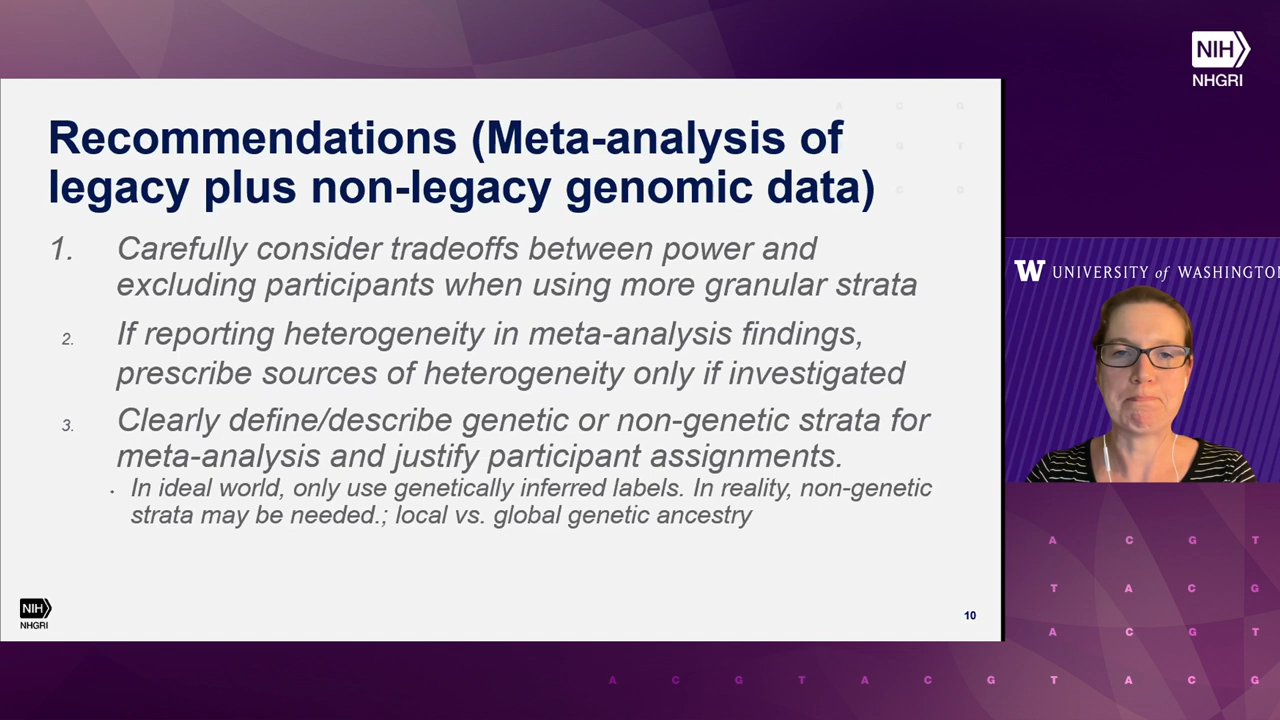 NIH
NHGRI
Recommendations (Meta-analysis of
legacy plus non-legacy genomic data)
1. Carefully consider tradeoffs between power and
excluding participants when using more granular strata
2. If reporting heterogeneity in meta-analysis findings,
prescribe sources of heterogeneity only if investigated
3. Clearly define/describe genetic or non-genetic strata for
meta-analysis and justify participant assignments.
· In ideal world, only use genetically inferred labels. In reality, non-genetic
strata may be needed.; local vs. global genetic ancestry
NIH
NHGRI
10
W UNIVERSITY of WASHINGTON
A C G
G T
C G
A C G T
T A C G
A C G T
A C G T A C G T A C G